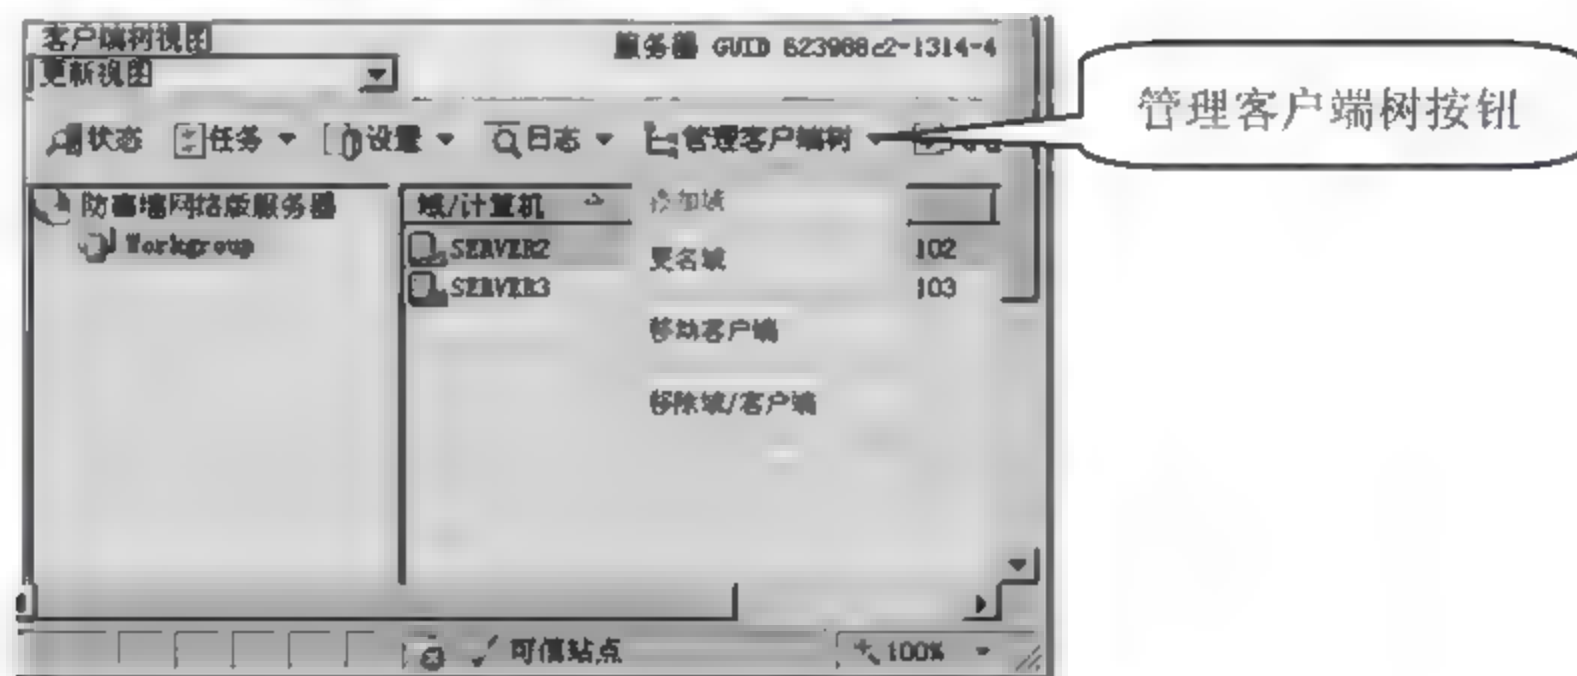 客户端树视图
服务器 GUID 623988c2-1314-4
更新视图
状态 任务 设置 日志 管理客户端树
管理客户端树按钮
防毒墙网络版服务器
Workgroup
域/计算机
SERVER2 102
SERVER3 103
添加域
更名域
移动客户端
移除域/客户端
可信站点
100%